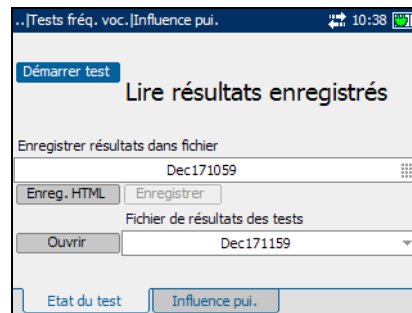 ..|Tests fréq. voc.|Influence pui.
10:38
Démarrer test
Lire résultats enregistrés
Enregistrer résultats dans fichier
Dec171059
Enreg. HTML
Enregistrer
Fichier de résultats des tests
Ouvrir
Dec171159
Etat du test
Influence pui.